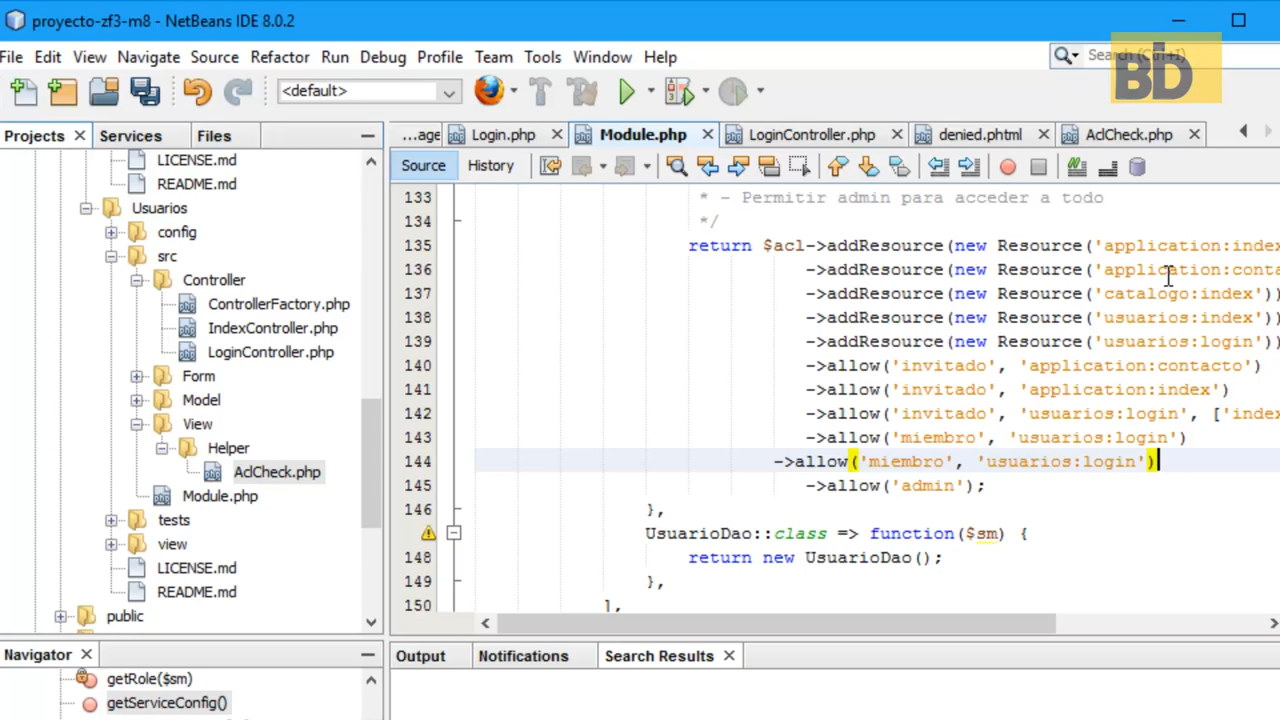 proyecto-zf3-m8 - NetBeans IDE 8.0.2
File Edit View Navigate Source Refactor Run Debug Profile Team Tools Window Help
Search (Ctrl+I)
BD
<default>
Projects Services Files
...age Login.php Module.php LoginController.php denied.phtml AclCheck.php
Source History
LICENSE.md
README.md
Usuarios
config
src
Controller
ControllerFactory.php
IndexController.php
LoginController.php
Form
Model
View
Helper
AclCheck.php
Module.php
tests
view
LICENSE.md
README.md
public
133 * - Permitir admin para acceder a todo
134 */
135 return $acl->addResource(new Resource('application:index
136 ->addResource(new Resource('application:conta
137 ->addResource(new Resource('catalogo:index'))
138 ->addResource(new Resource('usuarios:index'))
139 ->addResource(new Resource('usuarios:login'))
140 ->allow('invitado', 'application:contacto')
141 ->allow('invitado', 'application:index')
142 ->allow('invitado', 'usuarios:login', ['inde
143 ->allow('miembro', 'usuarios:login')
144 ->allow('miembro', 'usuarios:login')
145 ->allow('admin');
146 },
UsuarioDao::class => function($sm) {
148 return new UsuarioDao();
149 },
150 ],
Navigator
getRole($sm)
getServiceConfig()
Output Notifications Search Results